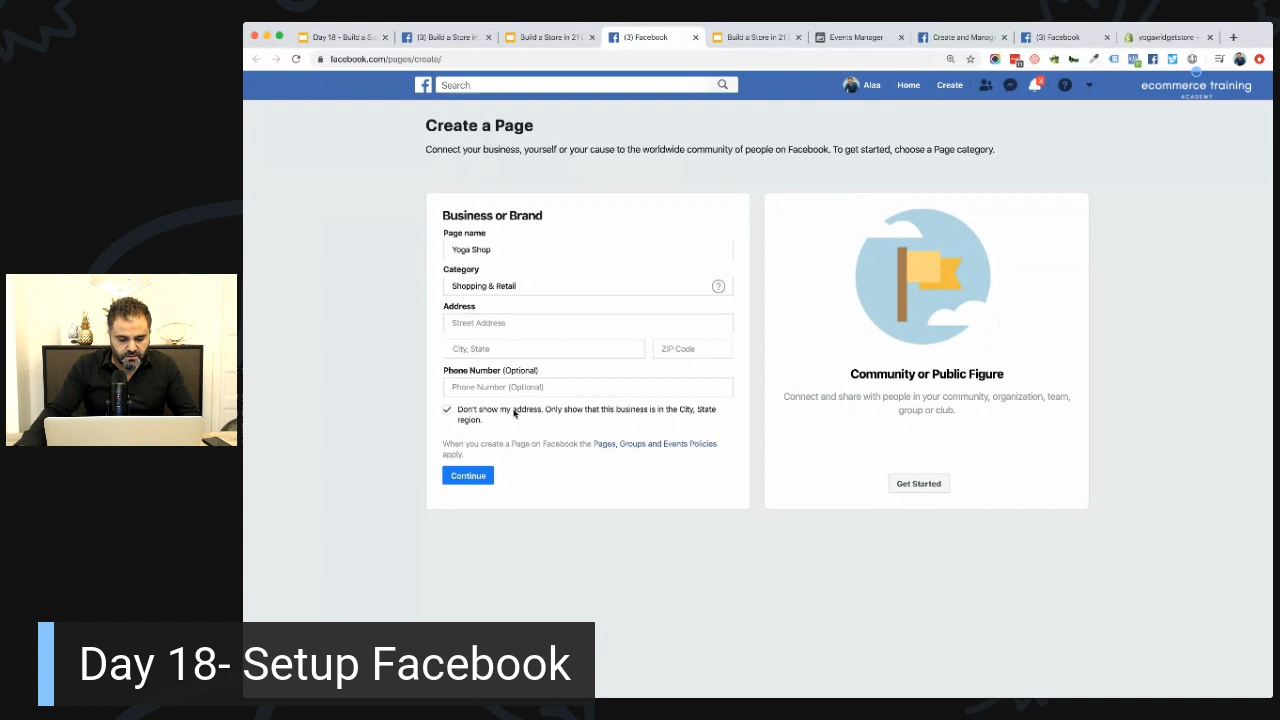 Day 18 - Build a Sto
(3) Build a Store in
Build a Store in 21
(3) Facebook
Build a Store in 21
Events Manager
Create and Manag
(3) Facebook
yogawidgetstore ~
facebook.com/pages/create/
Search
Alaa
Home
Create
ecommerce training
ACADEMY
Create a Page
Connect your business, yourself or your cause to the worldwide community of people on Facebook. To get started, choose a Page category.
Business or Brand
Page name
Yoga Shop
Category
Shopping & Retail
Address
Street Address
City, State
ZIP Code
Phone Number (Optional)
Phone Number (Optional)
Don't show my address. Only show that this business is in the City, State
region.
When you create a Page on Facebook the Pages, Groups and Events Policies
apply.
Continue
Community or Public Figure
Connect and share with people in your community, organization, team,
group or club.
Get Started
Day 18- Setup Facebook